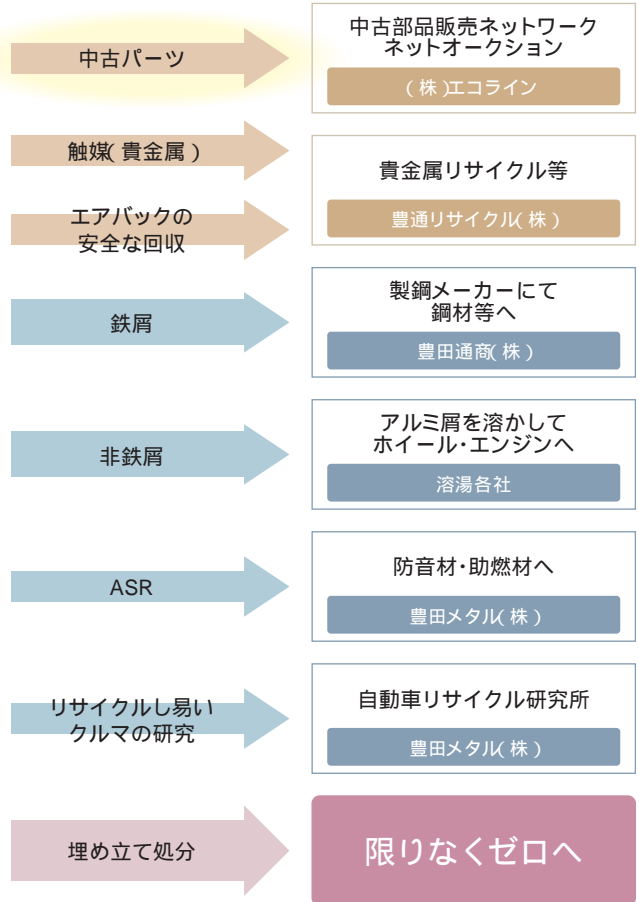 中古パーツ
中古部品販売ネットワーク
ネットオークション
(株)エコライン
触媒(貴金属)
エアバックの
安全な回収
貴金属リサイクル等
豊通リサイクル(株)
鉄屑
製鋼メーカーにて
鋼材等へ
豊田通商(株)
非鉄屑
アルミ屑を溶かして
ホイール・エンジンへ
溶湯各社
ASR
防音材・助燃材へ
豊田メタル(株)
リサイクルし易い
クルマの研究
自動車リサイクル研究所
豊田メタル(株)
埋め立て処分
限りなくゼロへ